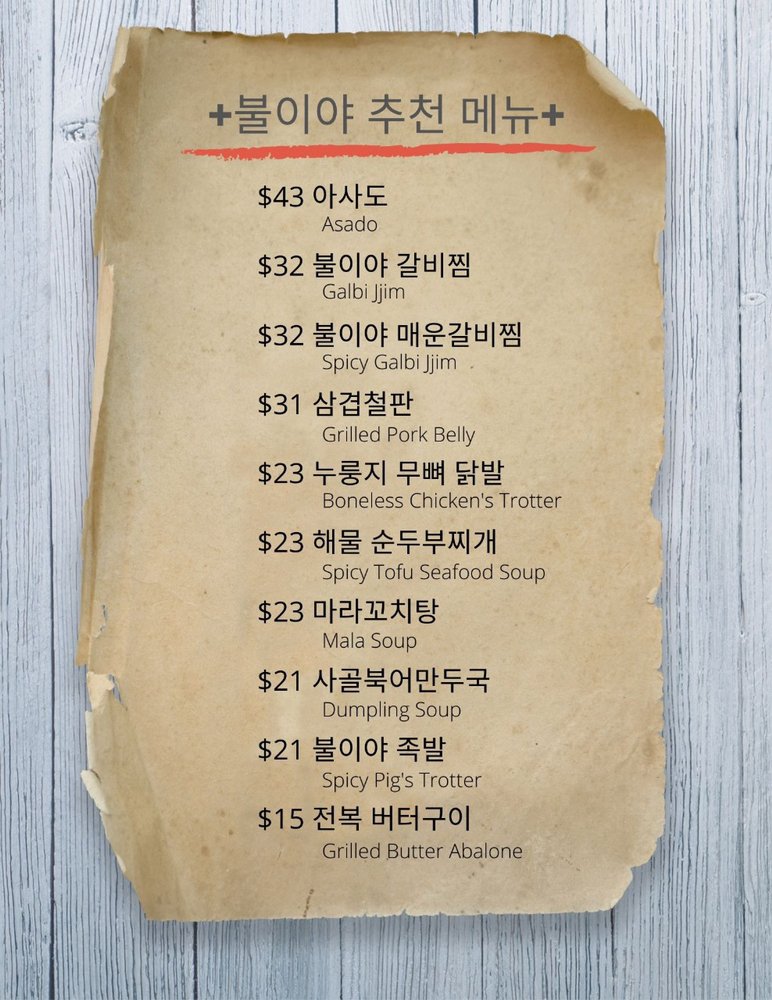 +불이야 추천 메뉴+
$43 아사도
Asado
$32 불이야 갈비찜
Galbi Jjim
$32 불이야 매운갈비찜
Spicy Galbi Jjim
$31 삼겹철판
Grilled Pork Belly
$23 누룽지 무뼈 닭발
Boneless Chicken's Trotter
$23 해물 순두부찌개
Spicy Tofu Seafood Soup
$23 마라꼬치탕
Mala Soup
$21 사골북어만두국
Dumpling Soup
$21 불이야 족발
Spicy Pig's Trotter
$15 전복 버터구이
Grilled Butter Abalone